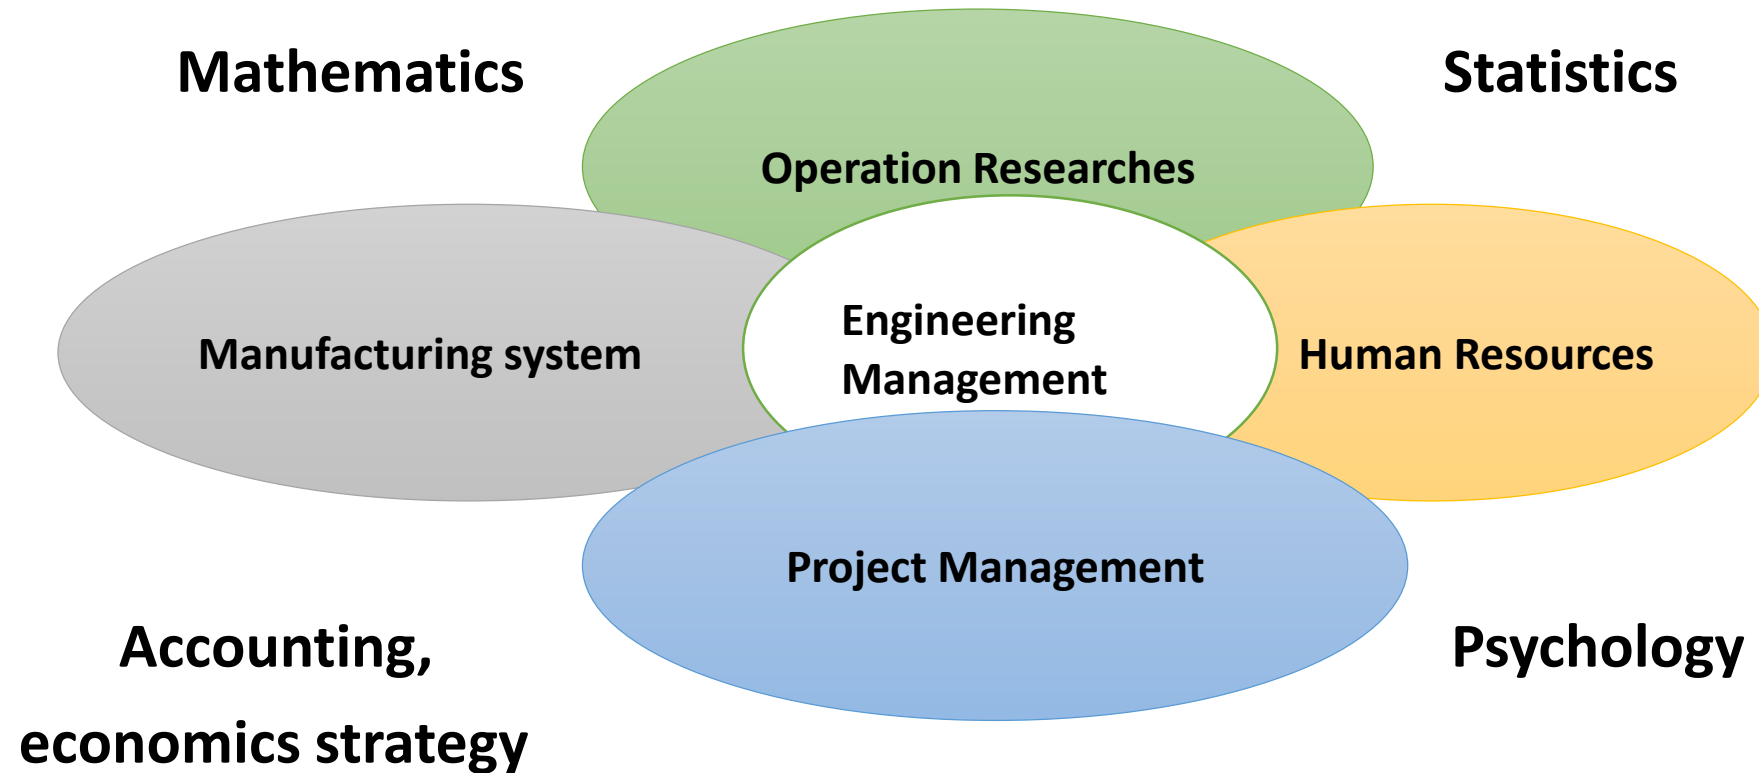 Mathematics
Statistics
Operation Researches
Manufacturing system
Engineering
Management
Human Resources
Project Management
Accounting,
economics strategy
Psychology